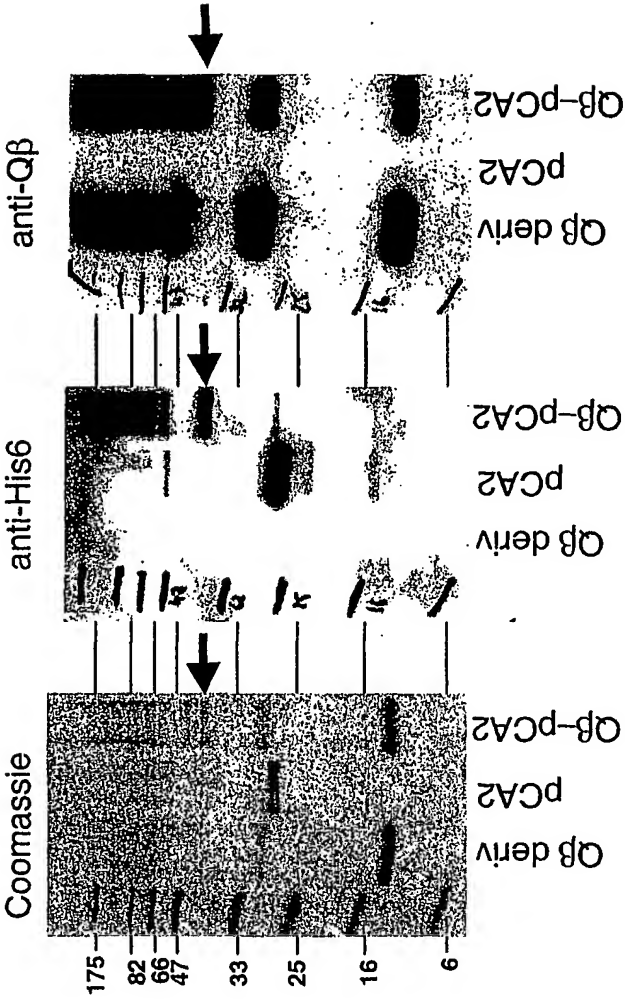 Coomassie
175
82
66
47
33
25
16
6
Qβ deriv
pCA2
Qβ–pCA2
anti-His6
Qβ deriv
pCA2
Qβ–pCA2
anti-Qβ
Qβ deriv
pCA2
Qβ–pCA2